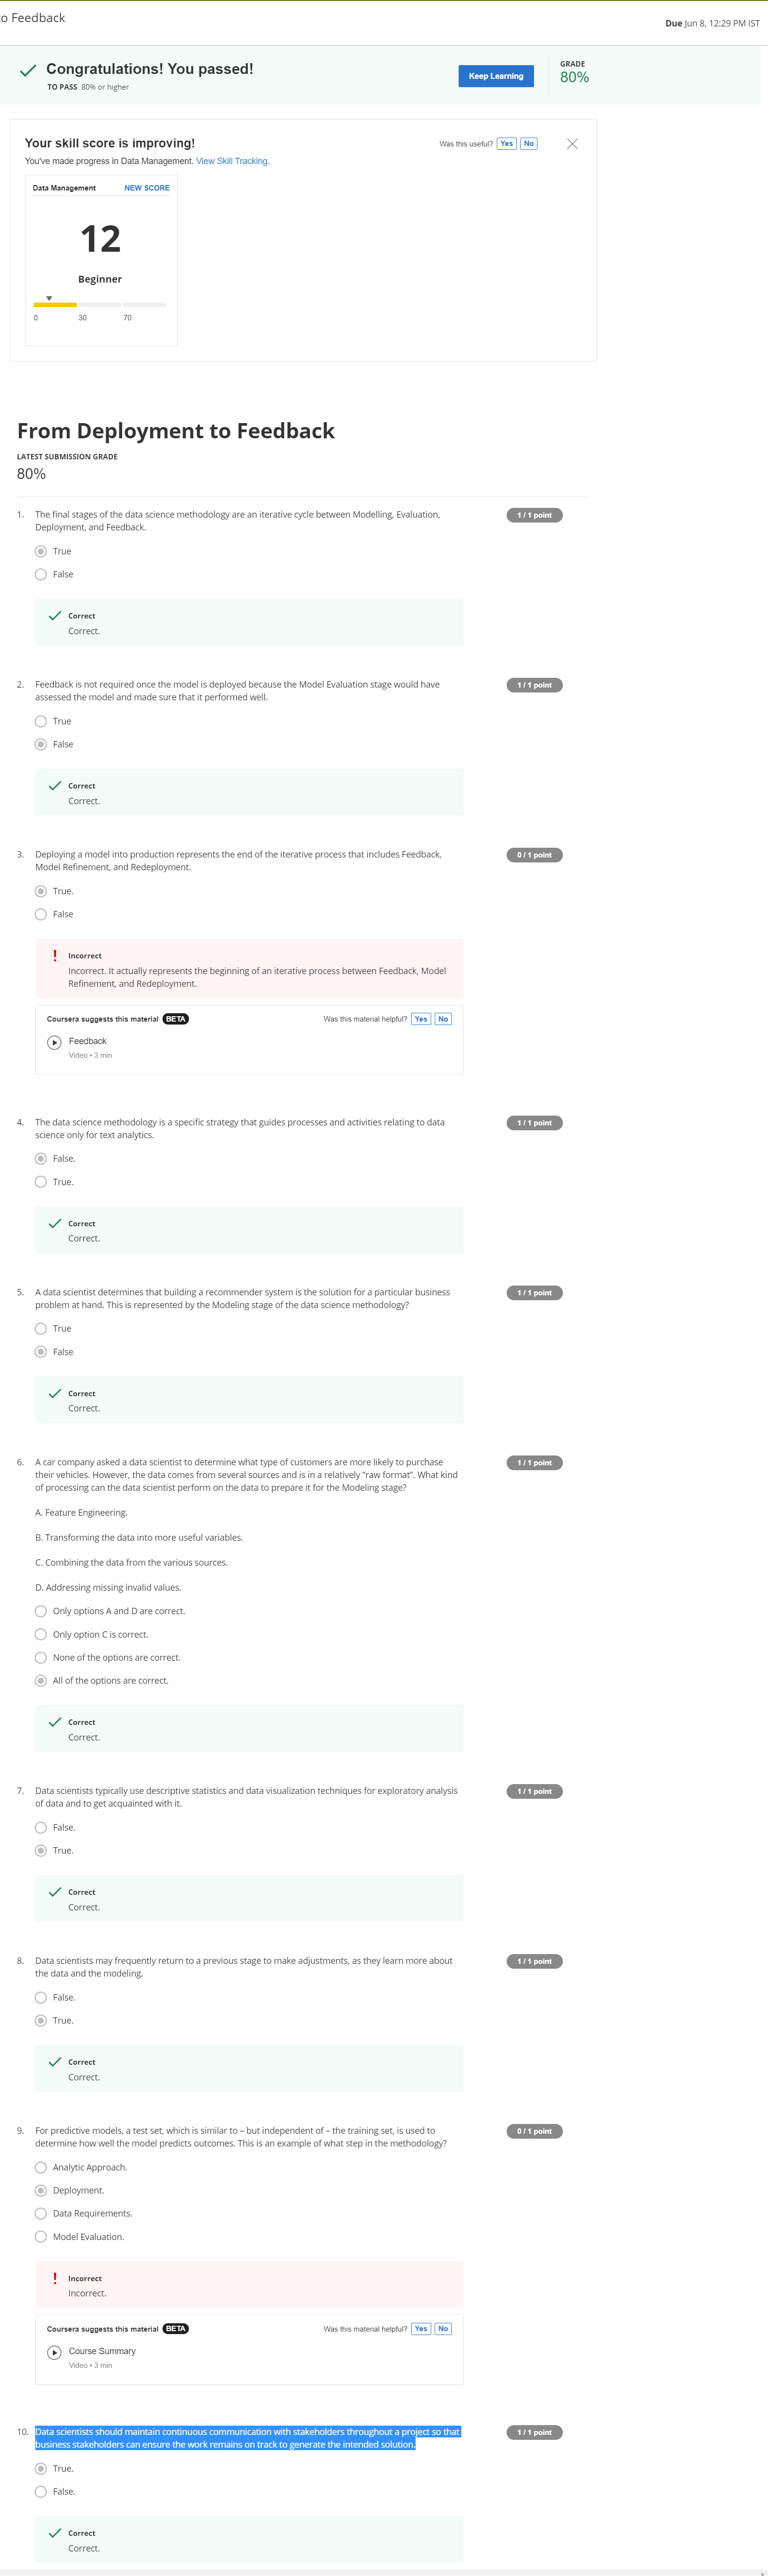 to Feedback
Due Jun 8, 12:29 PM IST
Congratulations! You passed!
TO PASS 80% or higher
Keep Learning
GRADE
80%
Your skill score is improving!
Was this useful? Yes No
You've made progress in Data Management. View Skill Tracking.
Data Management NEW SCORE
12
Beginner
0 30 70
From Deployment to Feedback
LATEST SUBMISSION GRADE
80%
1. The final stages of the data science methodology are an iterative cycle between Modelling, Evaluation,
Deployment, and Feedback.
1 / 1 point
True
False
Correct
Correct.
2. Feedback is not required once the model is deployed because the Model Evaluation stage would have
assessed the model and made sure that it performed well.
1 / 1 point
True
False
Correct
Correct.
3. Deploying a model into production represents the end of the iterative process that includes Feedback,
Model Refinement, and Redeployment.
0 / 1 point
True.
False
Incorrect
Incorrect. It actually represents the beginning of an iterative process between Feedback, Model
Refinement, and Redeployment.
Coursera suggests this material BETA
Was this material helpful? Yes No
Feedback
Video • 3 min
4. The data science methodology is a specific strategy that guides processes and activities relating to data
science only for text analytics.
1 / 1 point
False.
True.
Correct
Correct.
5. A data scientist determines that building a recommender system is the solution for a particular business
problem at hand. This is represented by the Modeling stage of the data science methodology?
1 / 1 point
True
False
Correct
Correct.
6. A car company asked a data scientist to determine what type of customers are more likely to purchase
their vehicles. However, the data comes from several sources and is in a relatively “raw format”. What kind
of processing can the data scientist perform on the data to prepare it for the Modeling stage?
1 / 1 point
A. Feature Engineering.
B. Transforming the data into more useful variables.
C. Combining the data from the various sources.
D. Addressing missing invalid values.
Only options A and D are correct.
Only option C is correct.
None of the options are correct.
All of the options are correct.
Correct
Correct.
7. Data scientists typically use descriptive statistics and data visualization techniques for exploratory analysis
of data and to get acquainted with it.
1 / 1 point
False.
True.
Correct
Correct.
8. Data scientists may frequently return to a previous stage to make adjustments, as they learn more about
the data and the modeling.
1 / 1 point
False.
True.
Correct
Correct.
9. For predictive models, a test set, which is similar to – but independent of – the training set, is used to
determine how well the model predicts outcomes. This is an example of what step in the methodology?
0 / 1 point
Analytic Approach.
Deployment.
Data Requirements.
Model Evaluation.
Incorrect
Incorrect.
Coursera suggests this material BETA
Was this material helpful? Yes No
Course Summary
Video • 3 min
10. Data scientists should maintain continuous communication with stakeholders throughout a project so that
business stakeholders can ensure the work remains on track to generate the intended solution.
1 / 1 point
True.
False.
Correct
Correct.